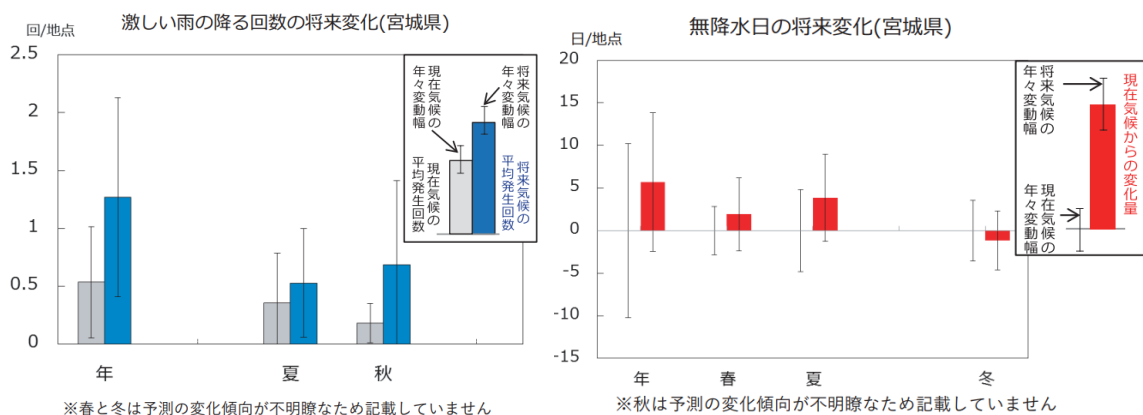 激しい雨の降る回数の将来変化(宮城県)
回/地点
2.5
2
1.5
1
0.5
0
年
夏
秋
現在気候の
年々変動幅
将来気候の
年々変動幅
現在気候の
平均発生回数
将来気候の
平均発生回数
※春と冬は予測の変化傾向が不明瞭なため記載していません
無降水日の将来変化(宮城県)
日/地点
20
15
10
5
0
-5
-10
-15
年
春
夏
冬
将来気候の
年々変動幅
現在気候の
年々変動幅
現在気候からの変化量
※秋は予測の変化傾向が不明瞭なため記載していません